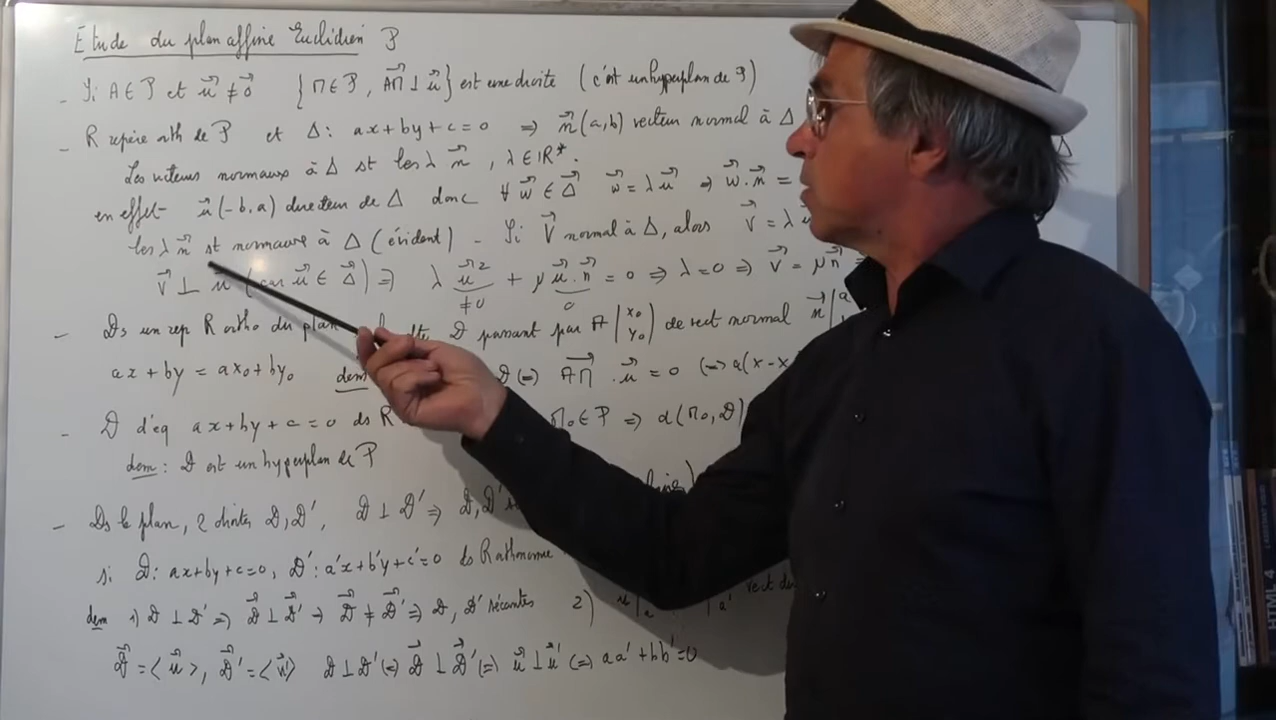 Etude du plan affine Euclidien P
- Si A ∈ P et u⃗ ≠ o⃗ {M ∈ P, AM⃗ ⊥ u⃗} est une droite (c'est un hyperplan de P)
- R repère orth de P et Δ : ax + by + c = 0 ⇒ n⃗(a,b) vecteur normal à Δ
Les vecteurs normaux à Δ st les λ n⃗, λ ∈ ℝ*.
en effet u⃗(-b.a) directeur de Δ donc ∀ w⃗ ∈ Δ⃗ w⃗ = λu⃗ ⇒ w⃗.n⃗ =
les λ n⃗ st normaux à Δ (évident) - Si V⃗ normal à Δ, alors V⃗ = λ
V⃗ ⊥ u⃗ (car u⃗ ∈ Δ⃗) ⇒ λ u⃗² + μ u⃗.n⃗ = 0 ⇒ λ = 0 ⇒ V⃗ = μn⃗
≠0 0
- Ds un rep R ortho du plan D passant par A | x₀ y₀ de vect normal n⃗ | a
ax + by = ax₀ + by₀ dem D ⇔ AM⃗ . u⃗ = 0 ⇔ a(x - x
- D d'eq ax + by + c = 0 ds R M₀ ∈ P ⇒ d(M₀, D)
dem : D est un hyperplan de P
- Ds le plan, 2 droites D, D', D ⊥ D' ⇒ D, D'
si D : ax+by+c=0, D' : a'x+b'y+c'=0 ds R orthonormé
dem 1) D ⊥ D' ⇒ D⃗ ⊥ D⃗' ⇒ D⃗ ≠ D⃗' ⇒ D, D' sécantes 2) u⃗ | a | a' vect
D⃗ = <u⃗>, D⃗' = <u⃗'> D ⊥ D' ⇔ D⃗ ⊥ D⃗' ⇔ u⃗ ⊥ u⃗' ⇔ aa' + bb' = 0
HTML 4